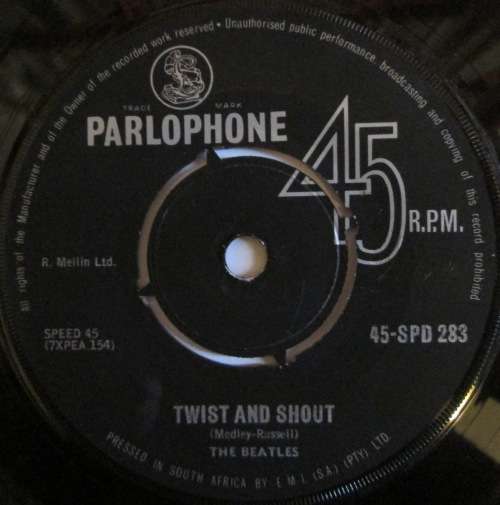 All rights of the Manufacturer and of the Owner of the recorded work reserved • Unauthorised public performance, broadcasting and copying of this record prohibited
TRADE MARK
PARLOPHONE
45 R.P.M.
R. Mellin Ltd.
SPEED 45
(7XPEA 154)
45-SPD 283
TWIST AND SHOUT
(Medley-Russell)
THE BEATLES
PRESSED IN SOUTH AFRICA BY E M I. (S.A.) (PTY) LTD.